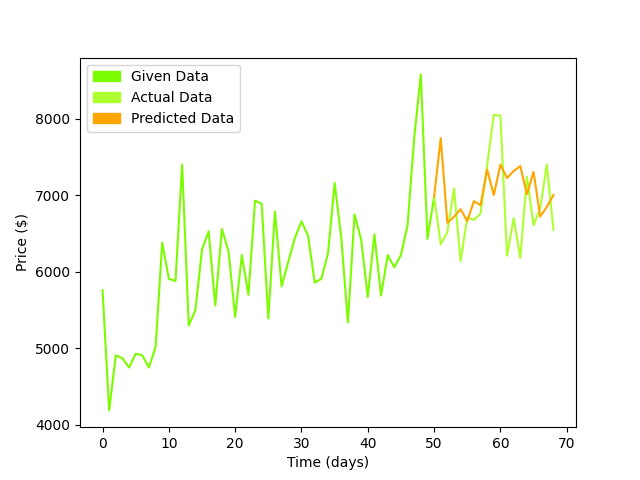 Given Data
Actual Data
Predicted Data
8000
7000
6000
5000
4000
Price ($)
0 10 20 30 40 50 60 70
Time (days)